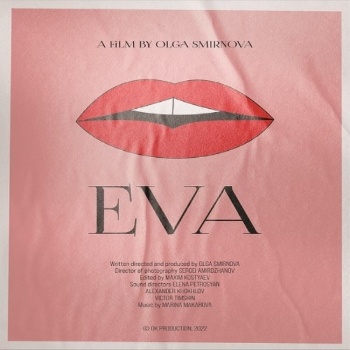 A FILM BY OLGA SMIRNOVA
EVA
Written directed and produced by OLGA SMIRNOVA
Director of photography SERGEI AMIRDZHANOV
Edited by MAXIM KOSTYAEV
Sound directors ELENA PETROSYAN
ALEXANDER KHOKHLOV
VICTOR TIMSHIN
Music by MARINA MAKAROVA
PRODUCTION, 2022